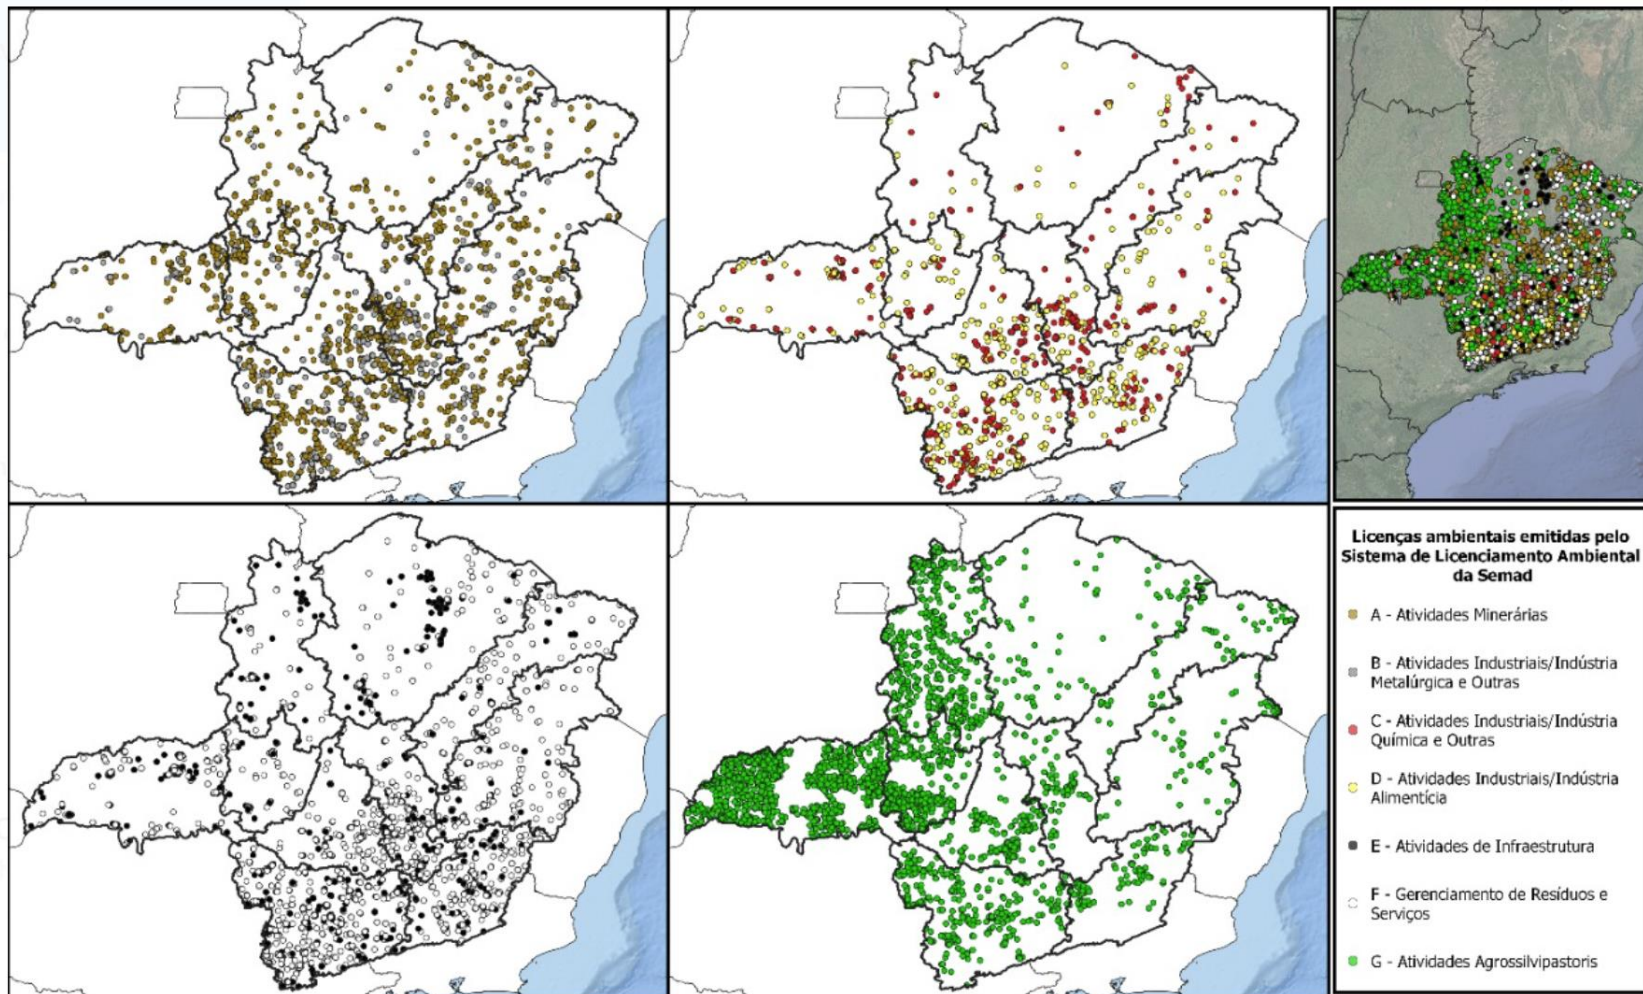 Licenças ambientais emitidas pelo
Sistema de Licenciamento Ambiental
da Semad
A - Atividades Minerárias
B - Atividades Industriais/Indústria
Metalúrgica e Outras
C - Atividades Industriais/Indústria
Química e Outras
D - Atividades Industriais/Indústria
Alimentícia
E - Atividades de Infraestrutura
F - Gerenciamento de Resíduos e
Serviços
G - Atividades Agrossilvipastoris